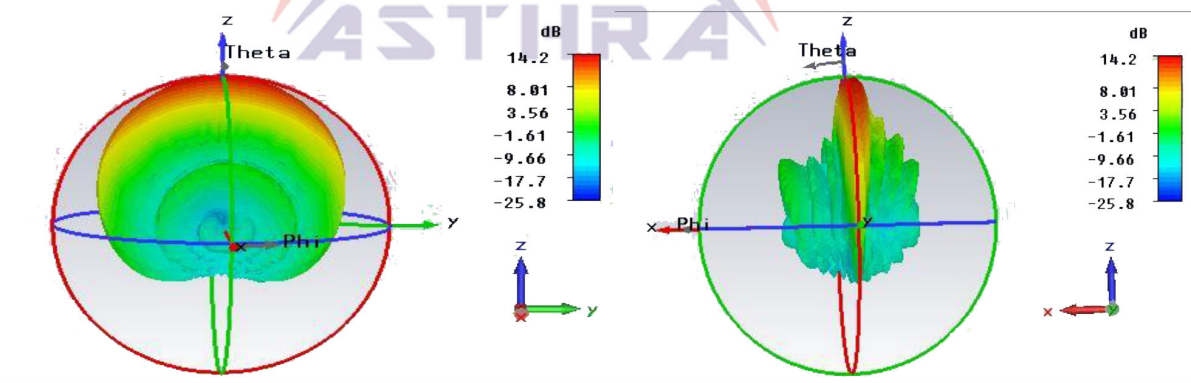 ASTHRA
z
Theta
dB
14.2
8.01
3.56
-1.61
-9.66
-17.7
-25.8
y
x
Phi
z
y
x
z
Theta
dB
14.2
8.01
3.56
-1.61
-9.66
-17.7
-25.8
x
Phi
y
z
x
y